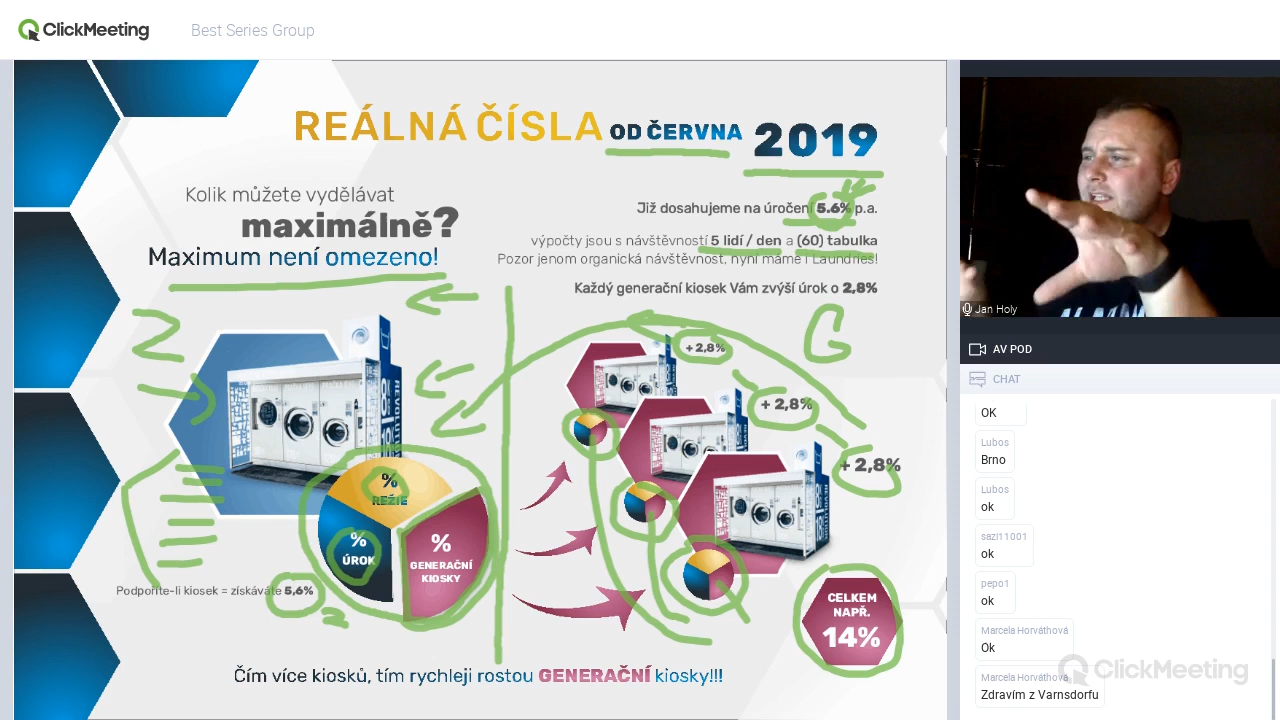 ClickMeeting
Best Series Group
REÁLNÁ ČÍSLA OD ČERVNA 2019
Kolik můžete vydělávat
maximálně?
Maximum není omezeno!
Již dosahujeme na úročení 5.6% p.a.
výpočty jsou s návštěvností 5 lidí / den a (60) tabulka
Pozor jenom organická návštěvnost, nyní máme i Laundries!
Každý generační kiosek Vám zvýší úrok o 2,8%
G
2
+ 2,8%
+ 2,8%
+ 2,8%
%
REŽIE
%
ÚROK
%
GENERAČNÍ
KIOSKY
Podpoříte-li kiosek = získáváte 5,6%
CELKEM
NAPŘ.
14%
Čím více kiosků, tím rychleji rostou GENERAČNÍ kiosky!!!
Jan Holy
AV POD
CHAT
OK
Lubos
Brno
Lubos
ok
sazi11001
ok
pepo1
ok
Marcela Horváthová
Ok
Marcela Horváthová
Zdravím z Varnsdorfu
ClickMeeting